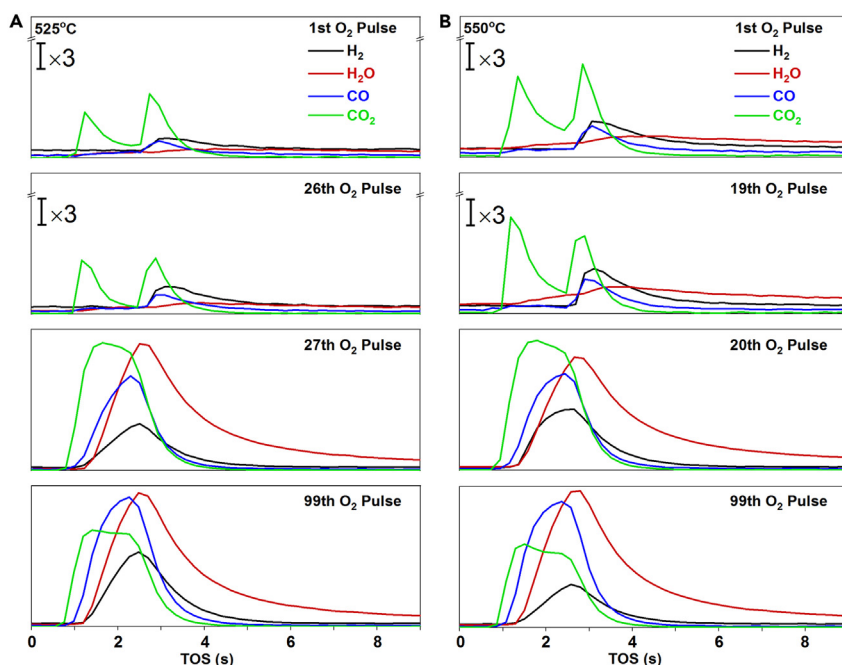 A
525°C
1st O₂ Pulse
×3
H₂
H₂O
CO
CO₂
26th O₂ Pulse
×3
27th O₂ Pulse
99th O₂ Pulse
0 2 4 6 8
TOS (s)
B
550°C
1st O₂ Pulse
×3
H₂
H₂O
CO
CO₂
19th O₂ Pulse
×3
20th O₂ Pulse
99th O₂ Pulse
0 2 4 6 8
TOS (s)